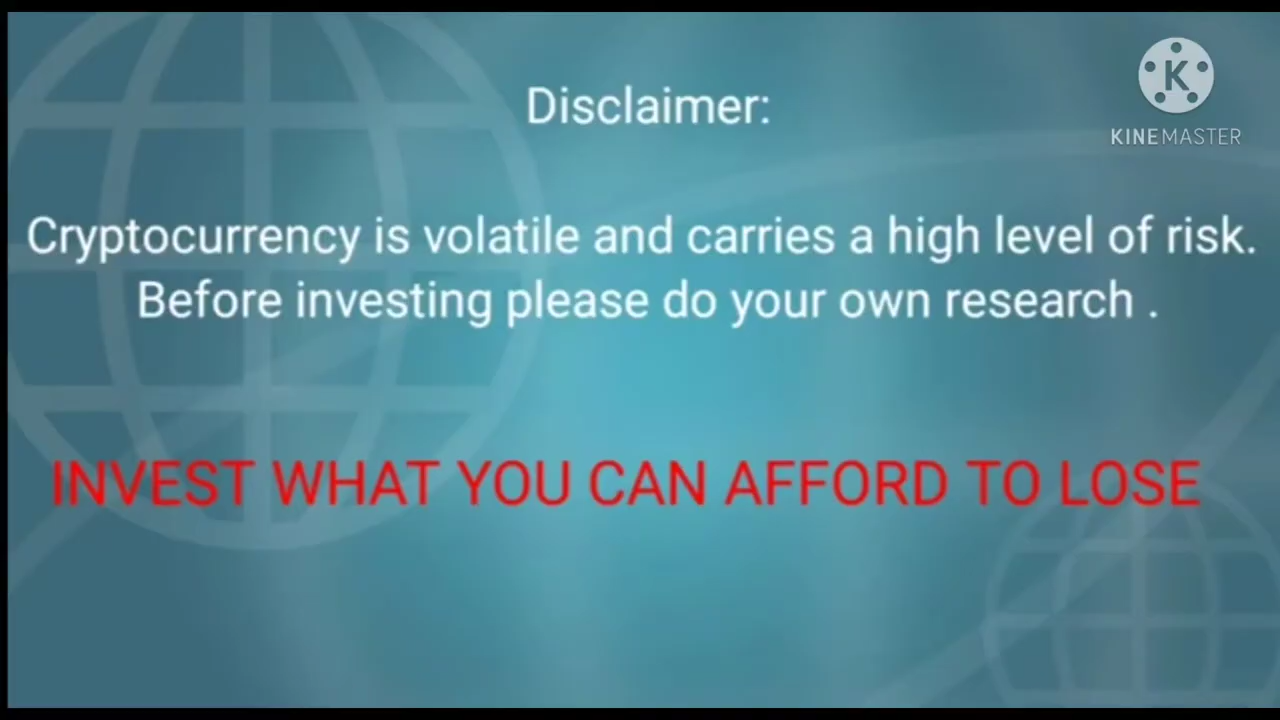 K
KINEMASTER
Disclaimer:
Cryptocurrency is volatile and carries a high level of risk.
Before investing please do your own research .
INVEST WHAT YOU CAN AFFORD TO LOSE